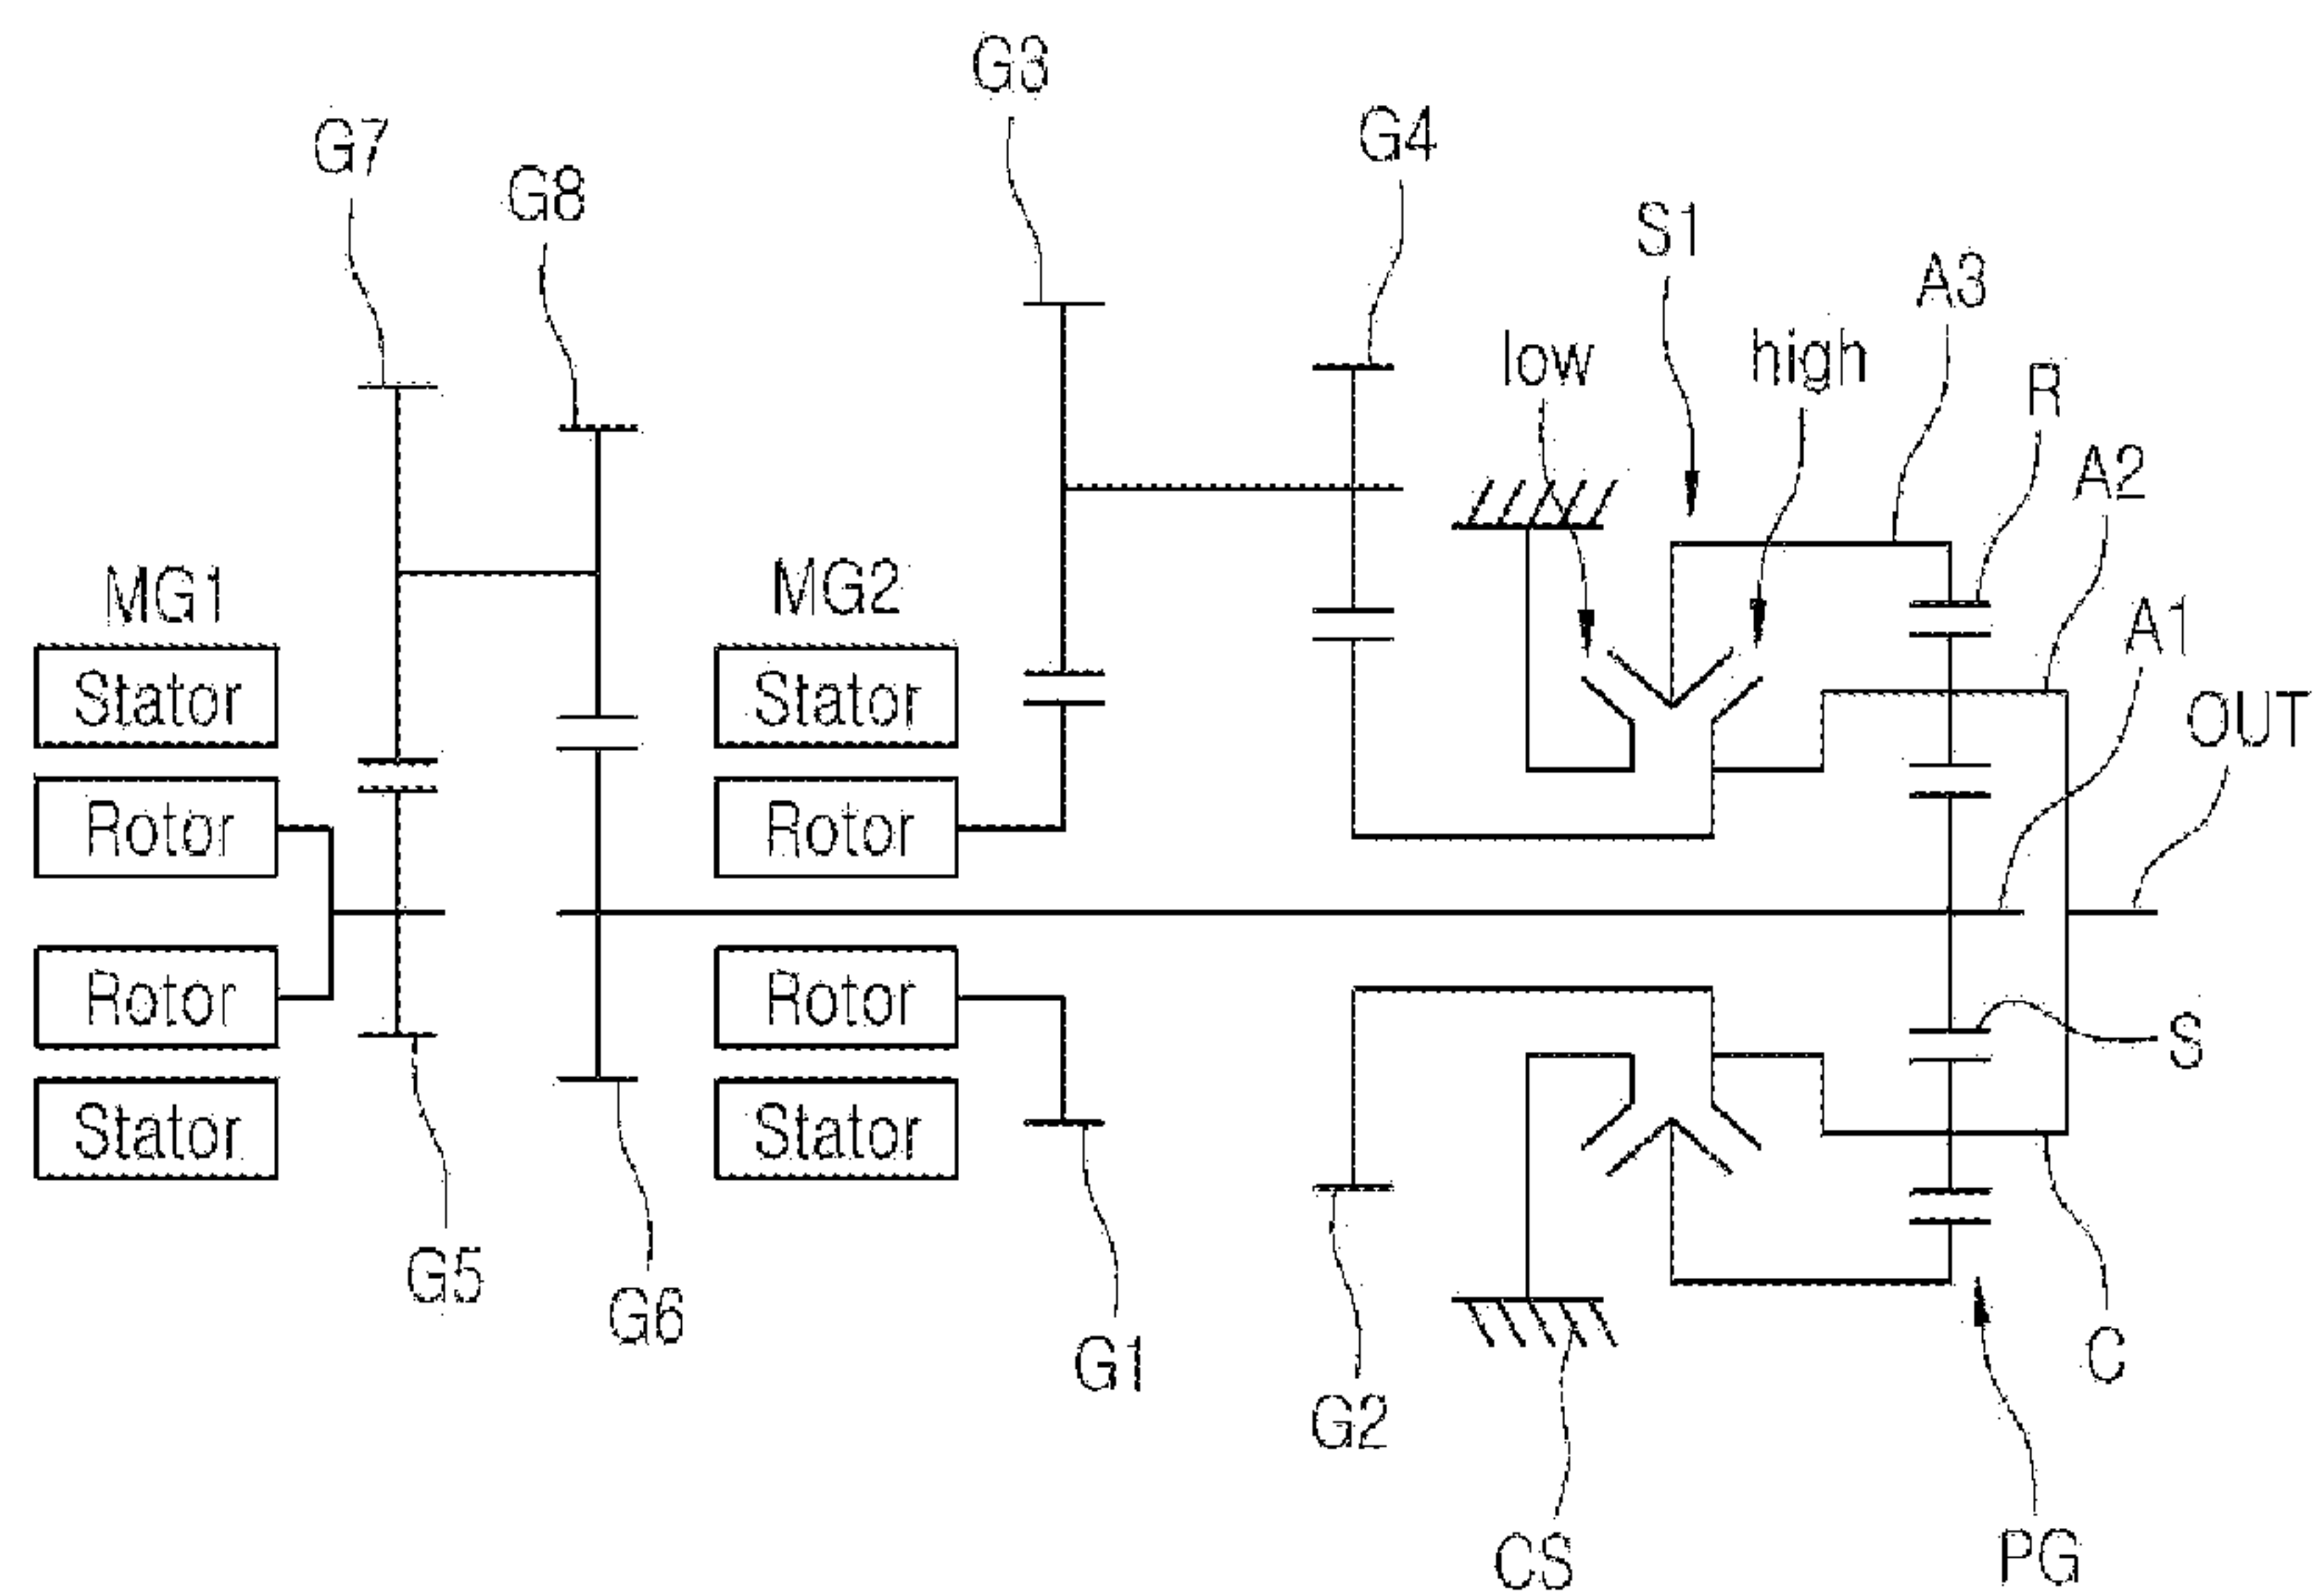 G3
G7
G4
G8
S1
A3
low
high
R
A2
MG1
MG2
A1
Stator
Stator
OUT
Rotor
Rotor
Rotor
Rotor
S
Stator
Stator
G5
G6
G1
C
G2
CS
PG